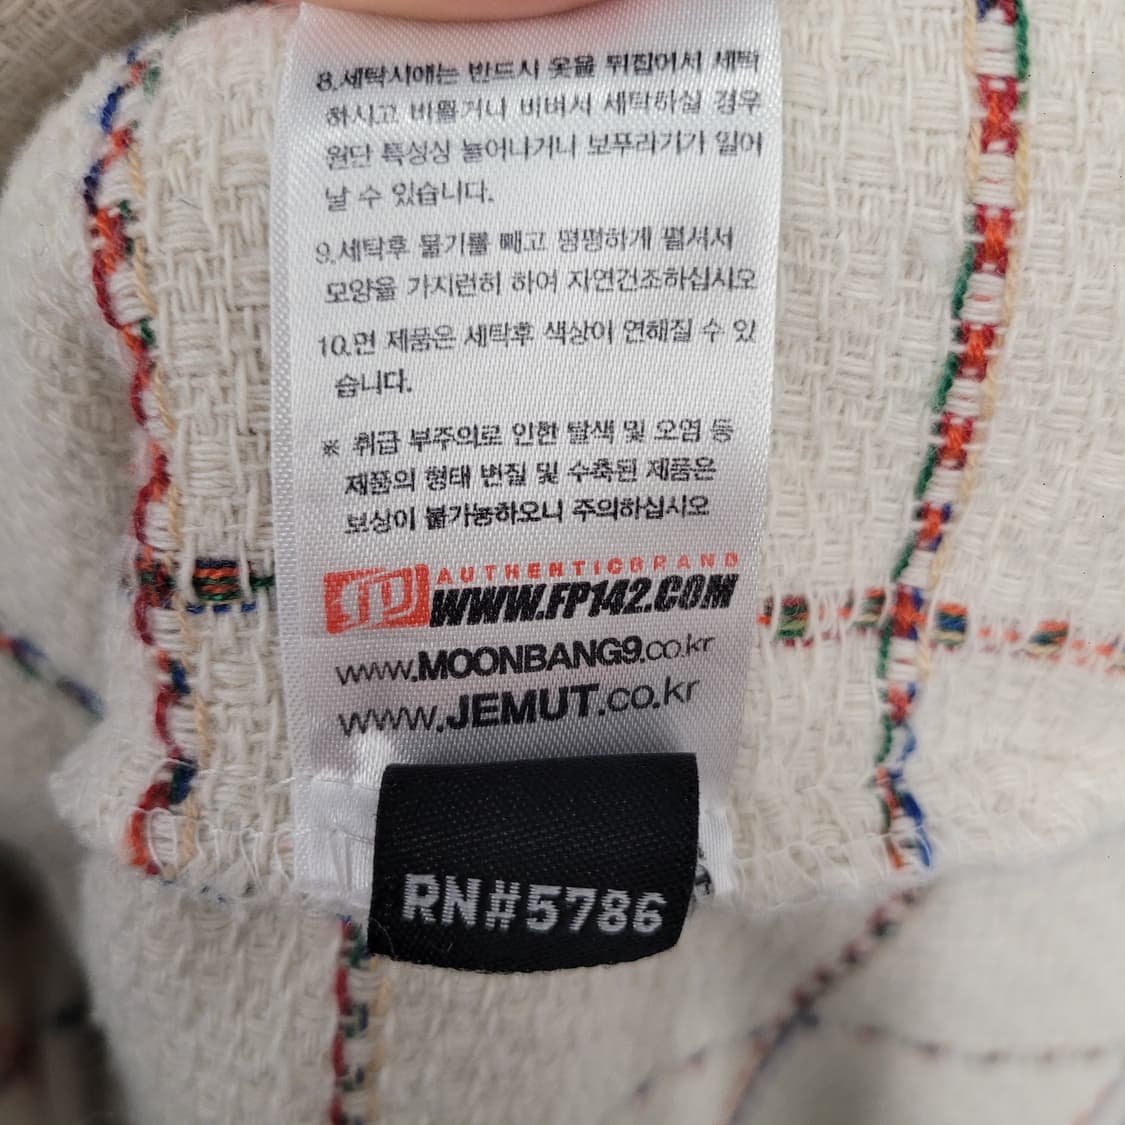 8.세탁시에는 반드시 옷을 뒤집어서 세탁
하시고 비틀거나 비벼서 세탁하실 경우
원단 특성상 늘어나거나 보푸라기가 일어
날 수 있습니다.
9.세탁후 물기를 빼고 평평하게 펼셔서
모양을 가지런히 하여 자연건조하십시오
10.면 제품은 세탁후 색상이 연해질 수 있
습니다.
※ 취급 부주의로 인한 탈색 및 오염 등
제품의 형태 변질 및 수축된 제품은
보상이 불가능하오니 주의하십시오
AUTHENTICBRAND
WWW.FP142.COM
www.MOONBANG9.co.kr
www.JEMUT.co.kr
RN#5786